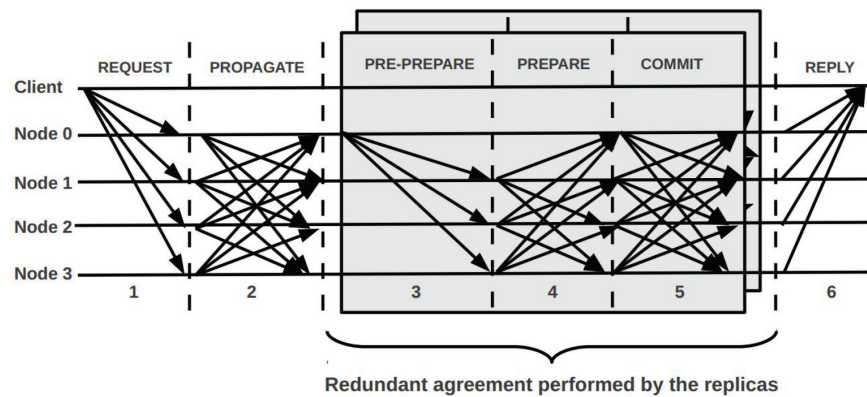 REQUEST PROPAGATE PRE-PREPARE PREPARE COMMIT REPLY
Client
Node 0
Node 1
Node 2
Node 3
1 2 3 4 5 6
Redundant agreement performed by the replicas